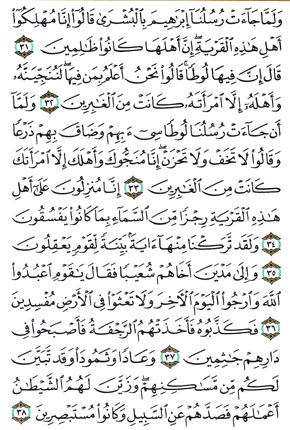 وَلَمَّا جَآءَتْ رُسُلُنَآ إِبْرَٰهِيمَ بِٱلْبُشْرَىٰ قَالُوٓا۟ إِنَّا مُهْلِكُوٓا۟
أَهْلِ هَٰذِهِ ٱلْقَرْيَةِ ۖ إِنَّ أَهْلَهَا كَانُوا۟ ظَٰلِمِينَ ٣١
قَالَ إِنَّ فِيهَا لُوطًا ۚ قَالُوا۟ نَحْنُ أَعْلَمُ بِمَن فِيهَا ۖ لَنُنَجِّيَنَّهُۥ
وَأَهْلَهُۥٓ إِلَّا ٱمْرَأَتَهُۥ كَانَتْ مِنَ ٱلْغَٰبِرِينَ ٣٢ وَلَمَّآ
أَن جَآءَتْ رُسُلُنَا لُوطًا سِىٓءَ بِهِمْ وَضَاقَ بِهِمْ ذَرْعًا
وَقَالُوا۟ لَا تَخَفْ وَلَا تَحْزَنْ ۖ إِنَّا مُنَجُّوكَ وَأَهْلَكَ إِلَّا ٱمْرَأَتَكَ
كَانَتْ مِنَ ٱلْغَٰبِرِينَ ٣٣ إِنَّا مُنزِلُونَ عَلَىٰٓ أَهْلِ
هَٰذِهِ ٱلْقَرْيَةِ رِجْزًا مِّنَ ٱلسَّمَآءِ بِمَا كَانُوا۟ يَفْسُقُونَ
٣٤ وَلَقَد تَّرَكْنَا مِنْهَآ ءَايَةًۢ بَيِّنَةً لِّقَوْمٍ يَعْقِلُونَ
٣٥ وَإِلَىٰ مَدْيَنَ أَخَاهُمْ شُعَيْبًا فَقَالَ يَٰقَوْمِ ٱعْبُدُوا۟
ٱللَّهَ وَٱرْجُوا۟ ٱلْيَوْمَ ٱلْءَاخِرَ وَلَا تَعْثَوْا۟ فِى ٱلْأَرْضِ مُفْسِدِينَ
٣٦ فَكَذَّبُوهُ فَأَخَذَتْهُمُ ٱلرَّجْفَةُ فَأَصْبَحُوا۟ فِى
دَارِهِمْ جَٰثِمِينَ ٣٧ وَعَادًا وَثَمُودَا۟ وَقَد تَّبَيَّنَ
لَكُم مِّن مَّسَٰكِنِهِمْ ۖ وَزَيَّنَ لَهُمُ ٱلشَّيْطَٰنُ
أَعْمَٰلَهُمْ فَصَدَّهُمْ عَنِ ٱلسَّبِيلِ وَكَانُوا۟ مُسْتَبْصِرِينَ ٣٨